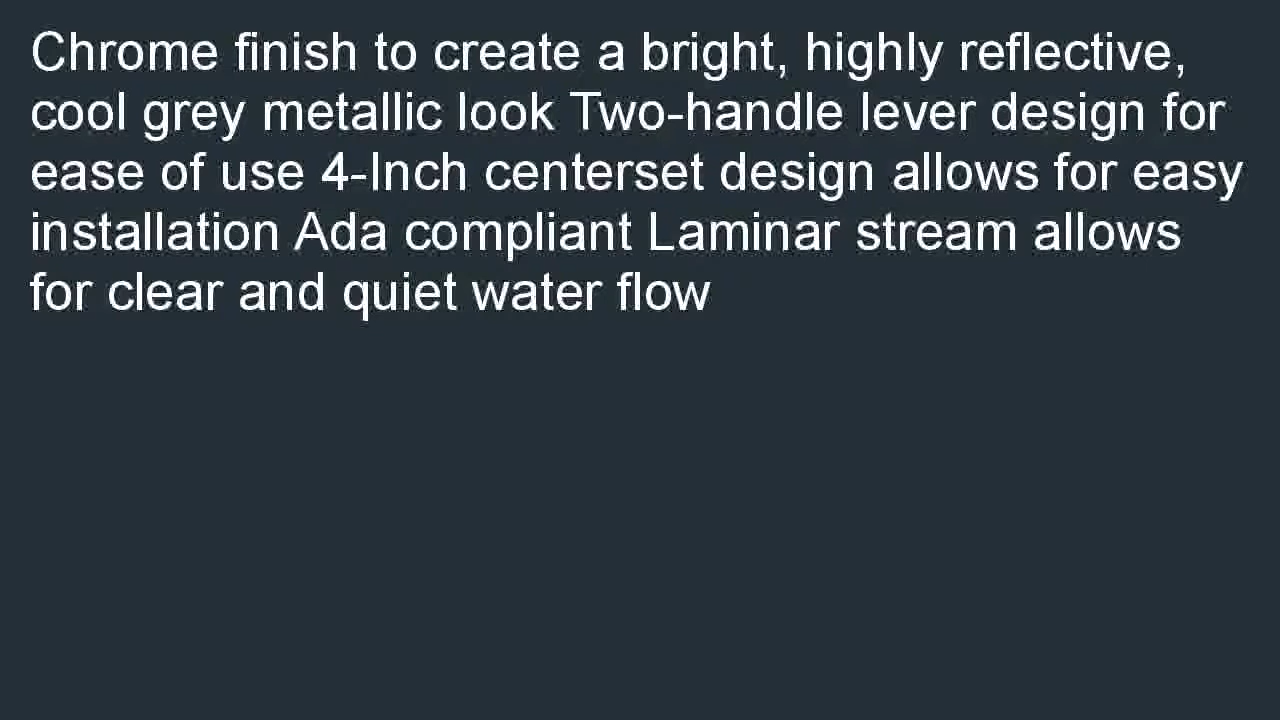 Chrome finish to create a bright, highly reflective,
cool grey metallic look Two-handle lever design for
ease of use 4-Inch centerset design allows for easy
installation Ada compliant Laminar stream allows
for clear and quiet water flow